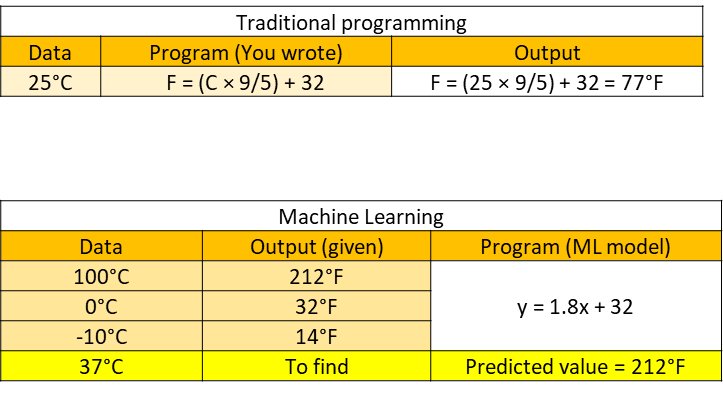 Traditional programming
Data Program (You wrote) Output
25°C F = (C × 9/5) + 32 F = (25 × 9/5) + 32 = 77°F
Machine Learning
Data Output (given) Program (ML model)
100°C 212°F
0°C 32°F y = 1.8x + 32
-10°C 14°F
37°C To find Predicted value = 212°F